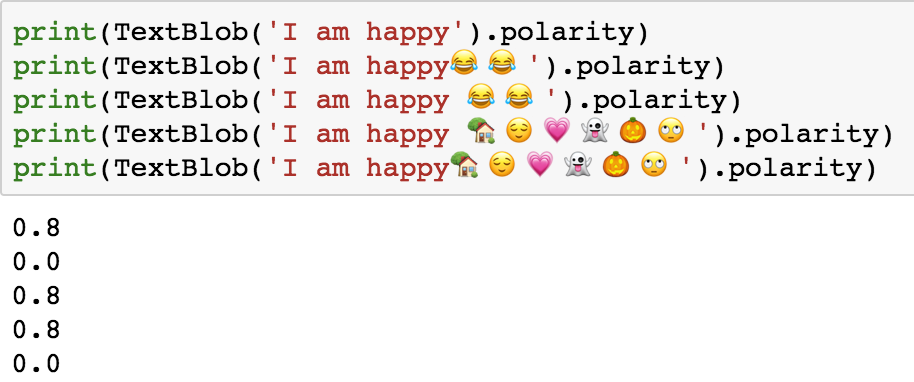 print(TextBlob('I am happy').polarity)
print(TextBlob('I am happy😂 😂 ').polarity)
print(TextBlob('I am happy 😂 😂 ').polarity)
print(TextBlob('I am happy 🏡 😌 💗 👻 🎃 🙄 ').polarity)
print(TextBlob('I am happy🏡 😌 💗 👻 🎃 🙄 ').polarity)
0.8
0.0
0.8
0.8
0.0